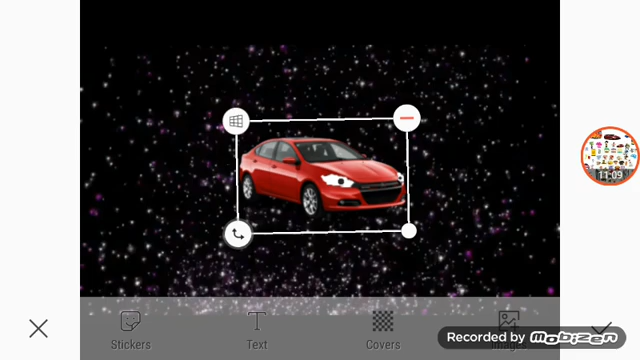 11:09
Recorded by MOBIZEN
Stickers
Text
Covers